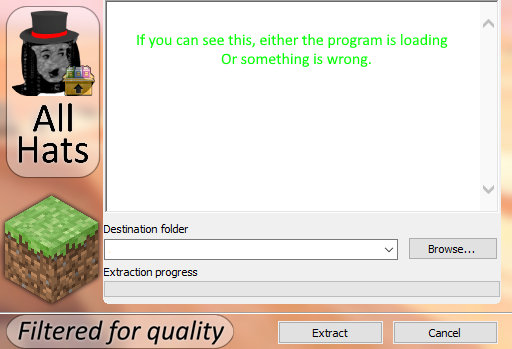 If you can see this, either the program is loading
Or something is wrong.
All
Hats
Destination folder
Browse...
Extraction progress
Filtered for quality
Extract
Cancel